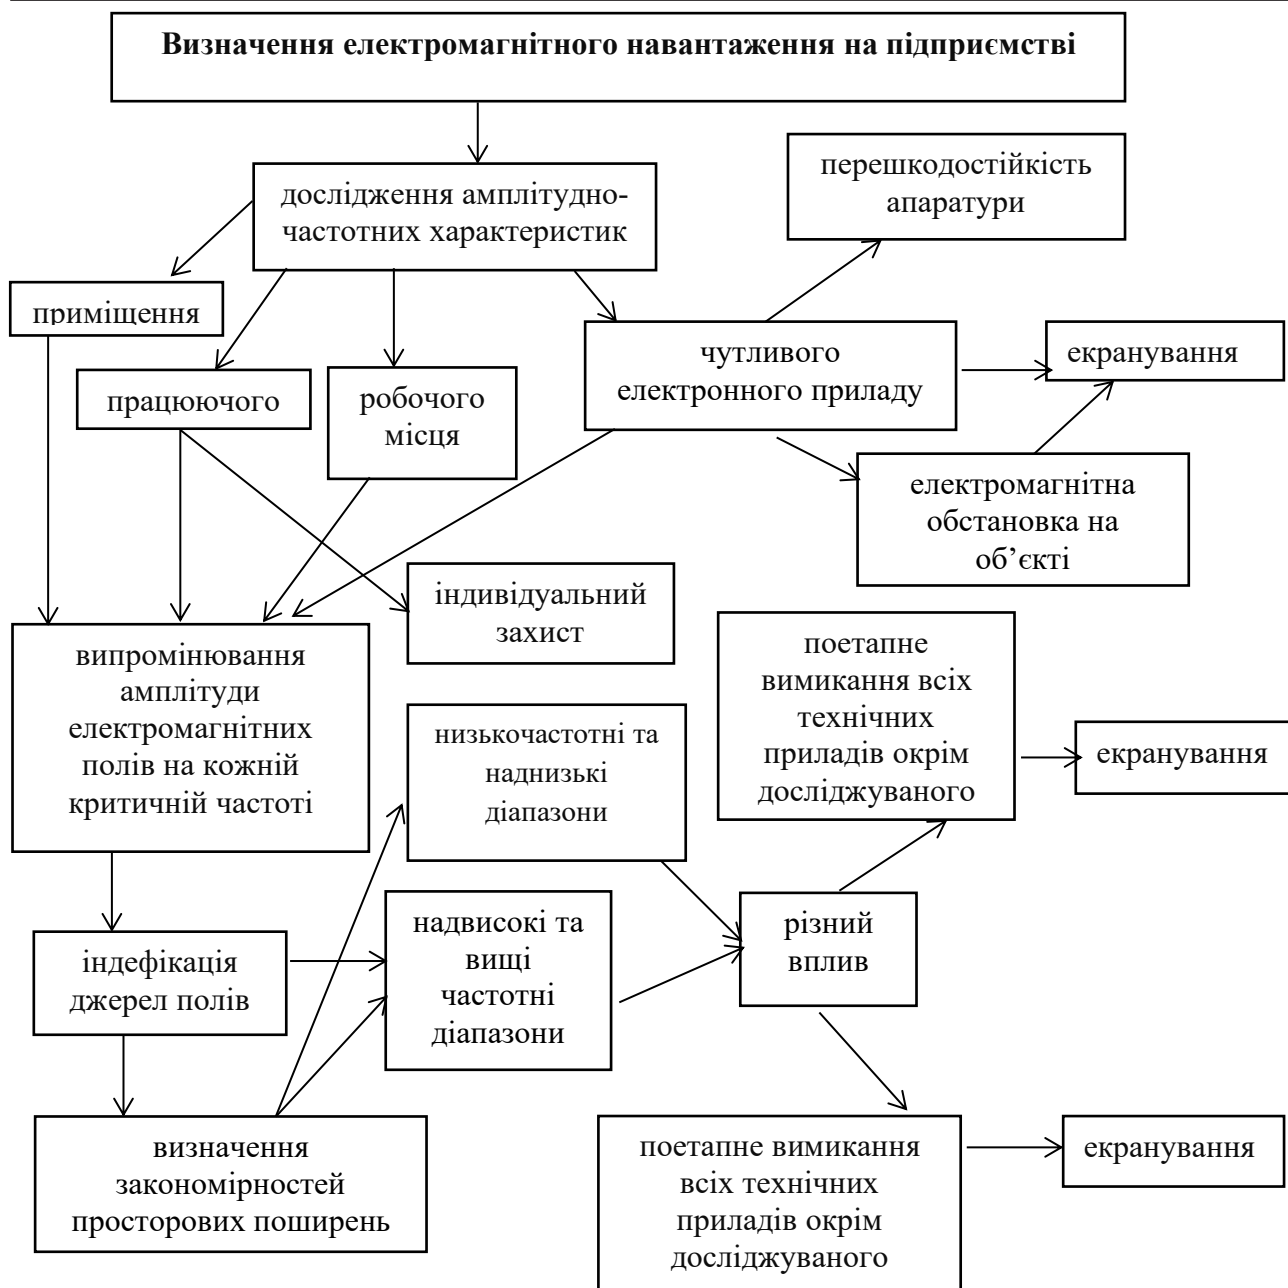 Визначення електромагнітного навантаження на підприємстві
дослідження амплітудно-
частотних характеристик
перешкодостійкість
апаратури
приміщення
працюючого
робочого
місця
чутливого
електронного приладу
екранування
електромагнітна
обстановка на
об’єкті
індивідуальний
захист
випромінювання
амплітуди
електромагнітних
полів на кожній
критичній частоті
низькочастотні та
наднизькі
діапазони
поетапне
вимикання всіх
технічних
приладів окрім
досліджуваного
екранування
індефікація
джерел полів
надвисокі та
вищі
частотні
діапазони
різний
вплив
визначення
закономірностей
просторових поширень
поетапне вимикання
всіх технічних
приладів окрім
досліджуваного
екранування